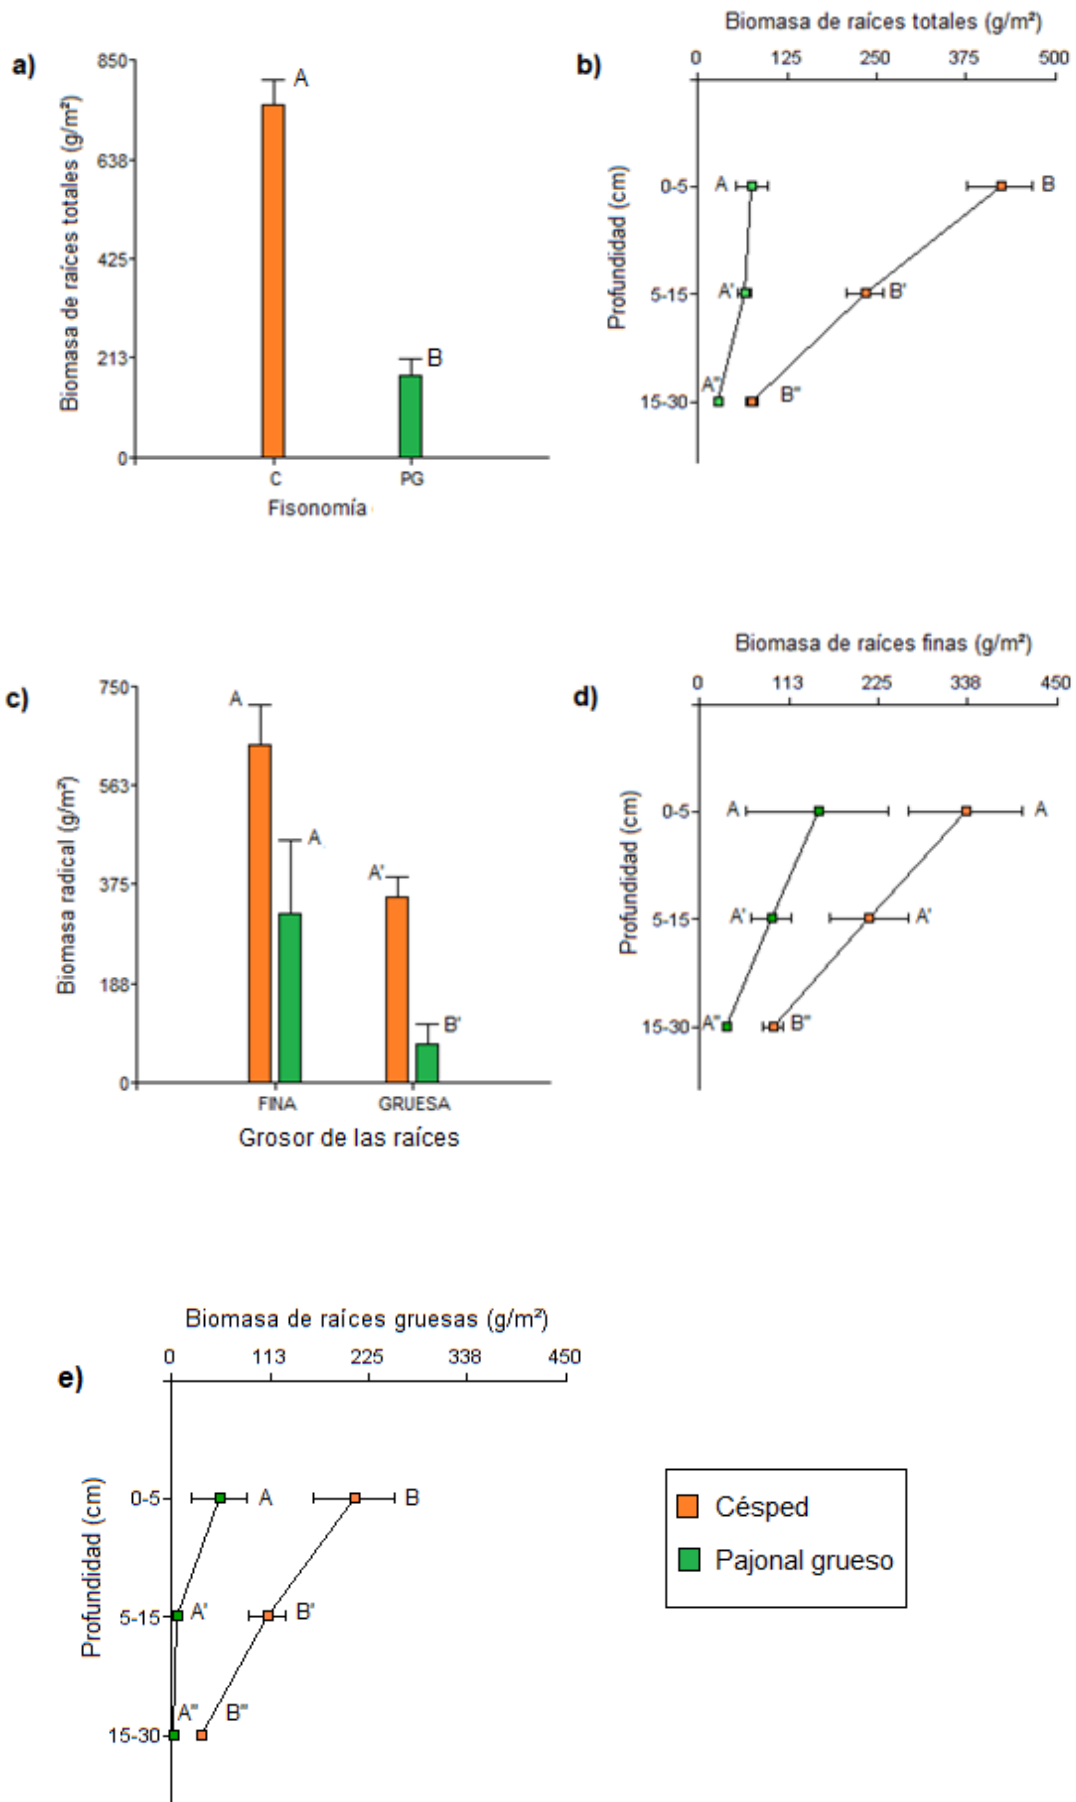 a)
850
638
425
213
0
Biomasa de raíces totales (g/m²)
A
B
C
PG
Fisonomía
b)
Biomasa de raíces totales (g/m²)
0 125 250 375 500
Profundidad (cm)
0-5
5-15
15-30
A
B
A'
B'
A"
B"
c)
750
563
375
188
0
Biomasa radical (g/m²)
A
A
A'
B'
FINA
GRUESA
Grosor de las raíces
d)
Biomasa de raíces finas (g/m²)
0 113 225 338 450
Profundidad (cm)
0-5
5-15
15-30
A
A
A'
A'
A"
B"
e)
Biomasa de raíces gruesas (g/m²)
0 113 225 338 450
Profundidad (cm)
0-5
5-15
15-30
A
B
A'
B'
A"
B"
Césped
Pajonal grueso